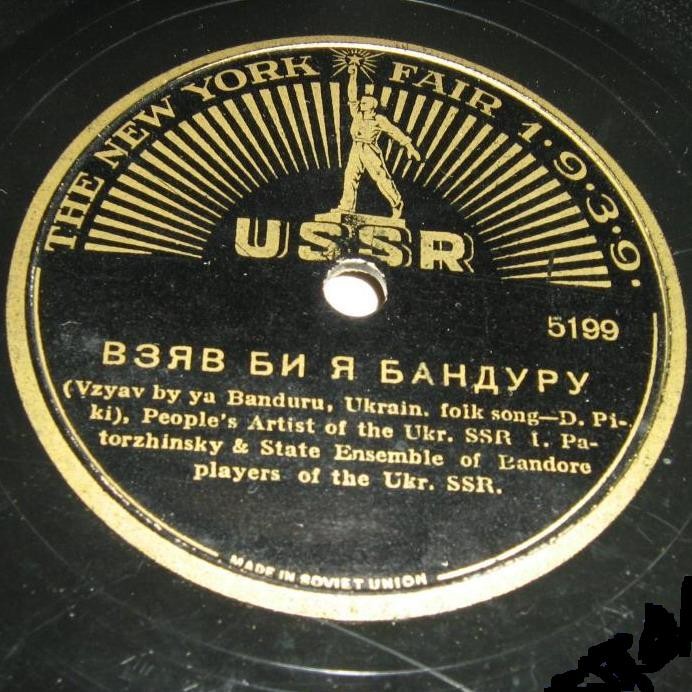 THE NEW YORK FAIR 1·9·3·9·
USSR
5199
ВЗЯВ БИ Я БАНДУРУ
(Vzyav by ya Banduru, Ukrain. folk song—D. Pi-
ki), People's Artist of the Ukr. SSR I. Pa-
torzhinsky & State Ensemble of Bandore
players of the Ukr. SSR.
MADE IN SOVIET UNION